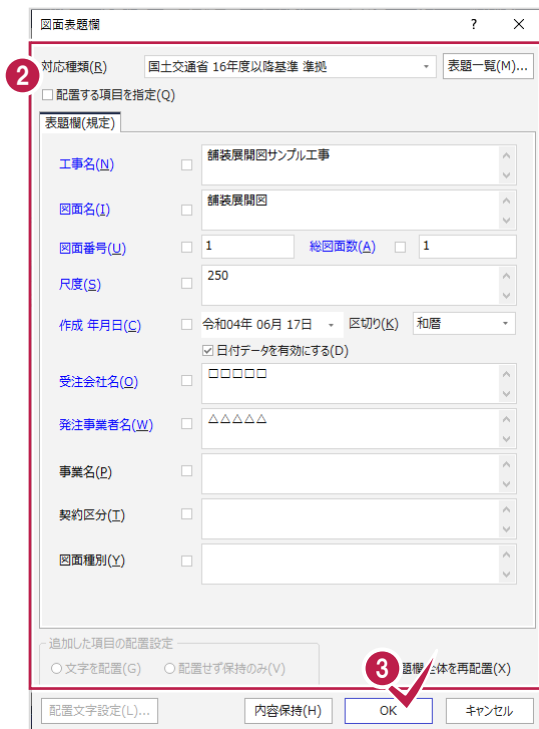 図面表題欄 ? ×
2
対応種類(R) 国土交通省 16年度以降基準 準拠 表題一覧(M)...
配置する項目を指定(Q)
表題欄(規定)
工事名(N) 舗装展開図サンプル工事
図面名(I) 舗装展開図
図面番号(U) 1 総図面数(A) 1
尺度(S) 250
作成 年月日(C) 令和04年 06月 17日 区切り(K) 和暦
日付データを有効にする(D)
受注会社名(O) □□□□□
発注事業者名(W) △△△△△
事業名(P)
契約区分(T)
図面種別(Y)
追加した項目の配置設定
文字を配置(G) 配置せず保持のみ(V) 3 題欄全体を再配置(X)
配置文字設定(L)... 内容保持(H) OK キャンセル